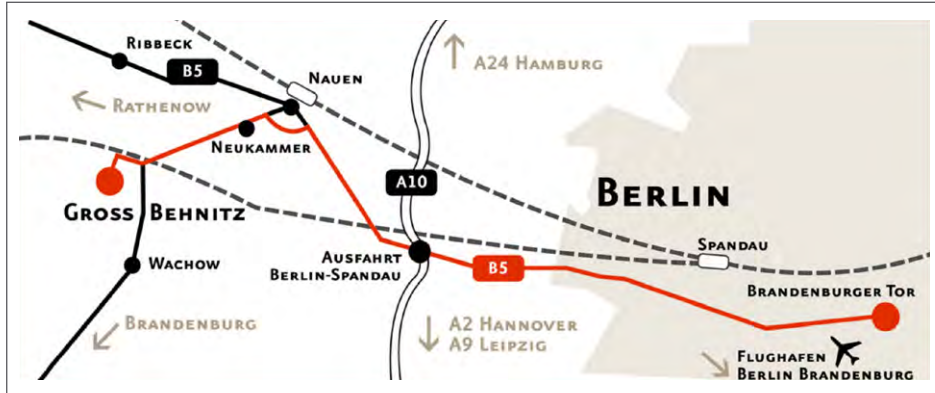 RIBBECK
B5
NAUEN
A24 HAMBURG
RATHENOW
NEUKAMMER
A10
BERLIN
GROSS BEHNITZ
SPANDAU
WACHOW
AUSFAHRT
BERLIN-SPANDAU
B5
BRANDENBURGER TOR
BRANDENBURG
A2 HANNOVER
A9 LEIPZIG
FLUGHAFEN
BERLIN BRANDENBURG